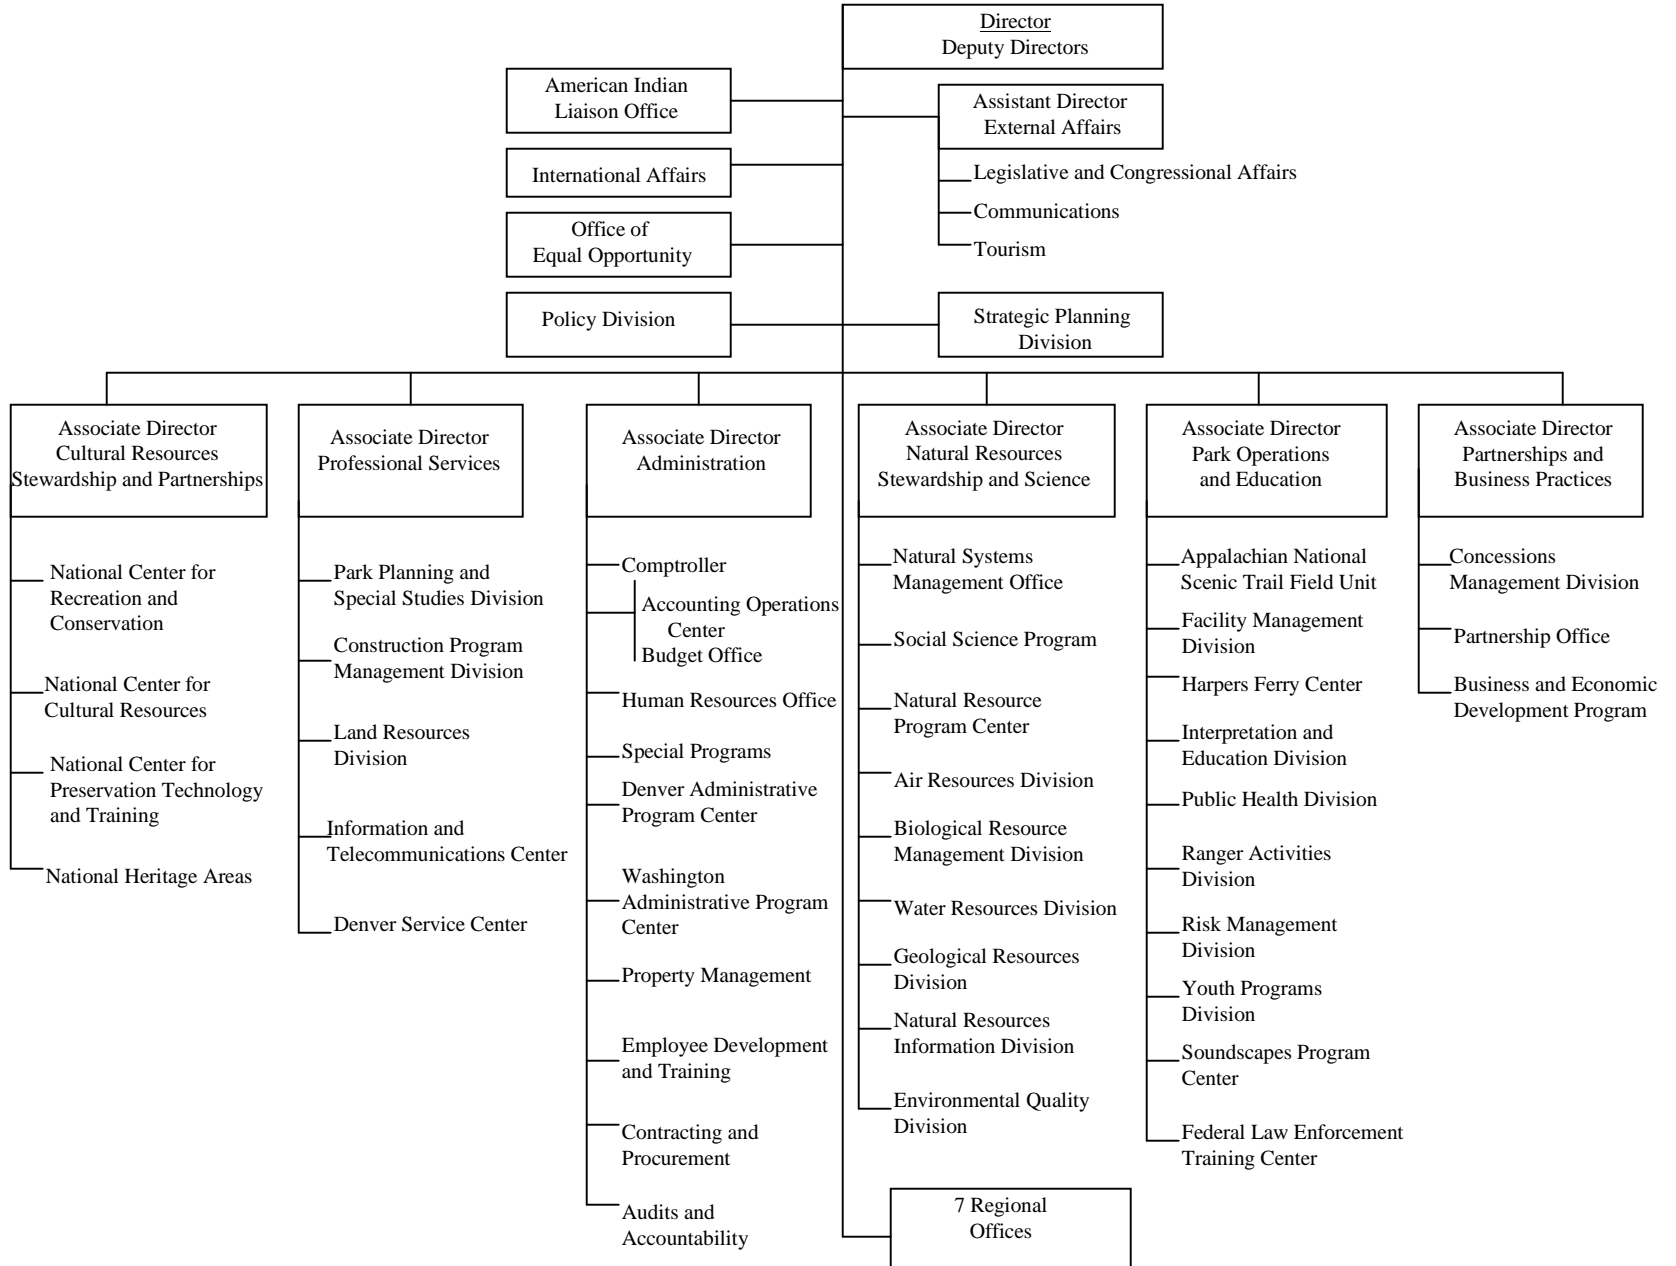 Director
Deputy Directors
American Indian
Liaison Office
Assistant Director
External Affairs
International Affairs
Legislative and Congressional Affairs
Communications
Tourism
Office of
Equal Opportunity
Policy Division
Strategic Planning
Division
Associate Director
Cultural Resources
Stewardship and Partnerships
National Center for
Recreation and
Conservation
National Center for
Cultural Resources
National Center for
Preservation Technology
and Training
National Heritage Areas
Associate Director
Professional Services
Park Planning and
Special Studies Division
Construction Program
Management Division
Land Resources
Division
Information and
Telecommunications Center
Denver Service Center
Associate Director
Administration
Comptroller
Accounting Operations
Center
Budget Office
Human Resources Office
Special Programs
Denver Administrative
Program Center
Washington
Administrative Program
Center
Property Management
Employee Development
and Training
Contracting and
Procurement
Audits and
Accountability
Associate Director
Natural Resources
Stewardship and Science
Natural Systems
Management Office
Social Science Program
Natural Resource
Program Center
Air Resources Division
Biological Resource
Management Division
Water Resources Division
Geological Resources
Division
Natural Resources
Information Division
Environmental Quality
Division
Associate Director
Park Operations
and Education
Appalachian National
Scenic Trail Field Unit
Facility Management
Division
Harpers Ferry Center
Interpretation and
Education Division
Public Health Division
Ranger Activities
Division
Risk Management
Division
Youth Programs
Division
Soundscapes Program
Center
Federal Law Enforcement
Training Center
Associate Director
Partnerships and
Business Practices
Concessions
Management Division
Partnership Office
Business and Economic
Development Program
7 Regional
Offices